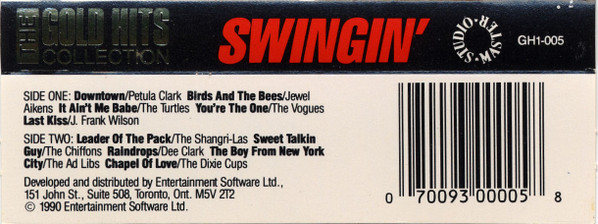 THE GOLD HITS COLLECTION
SWINGIN'
STUDIO MASTER
GH1-005
SIDE ONE: Downtown/Petula Clark Birds And The Bees/Jewel
Aikens It Ain't Me Babe/The Turtles You're The One/The Vogues
Last Kiss/J. Frank Wilson
SIDE TWO: Leader Of The Pack/The Shangri-Las Sweet Talkin
Guy/The Chiffons Raindrops/Dee Clark The Boy From New York
City/The Ad Libs Chapel Of Love/The Dixie Cups
Developed and distributed by Entertainment Software Ltd.,
151 John St., Suite 508, Toronto, Ont. M5V 2T2
© 1990 Entertainment Software Ltd.
0 70093 00005 8